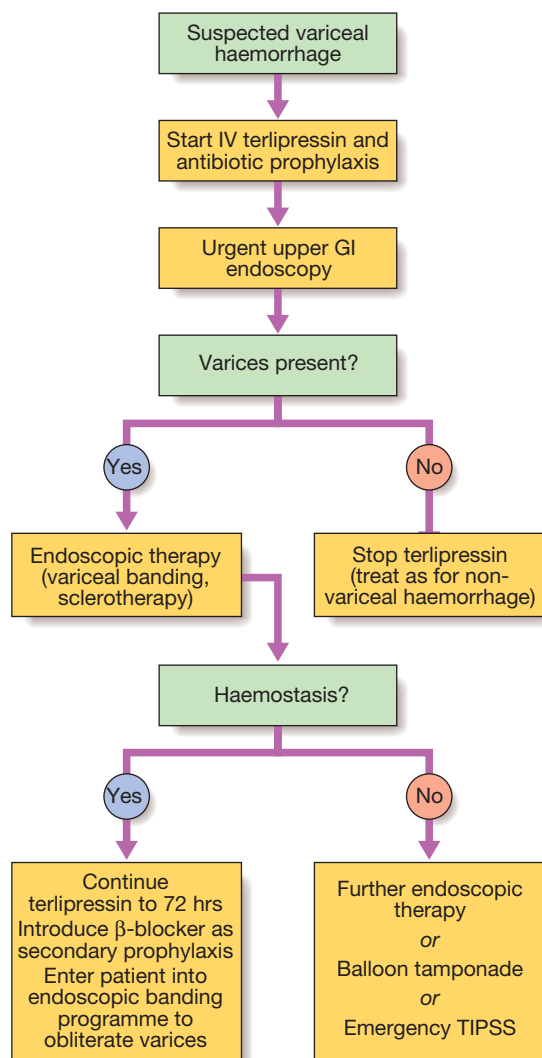 Suspected variceal
haemorrhage
Start IV terlipressin and
antibiotic prophylaxis
Urgent upper GI
endoscopy
Varices present?
Yes
No
Endoscopic therapy
(variceal banding,
sclerotherapy)
Stop terlipressin
(treat as for non-
variceal haemorrhage)
Haemostasis?
Yes
No
Continue
terlipressin to 72 hrs
Introduce β-blocker as
secondary prophylaxis
Enter patient into
endoscopic banding
programme to
obliterate varices
Further endoscopic
therapy
or
Balloon tamponade
or
Emergency TIPSS